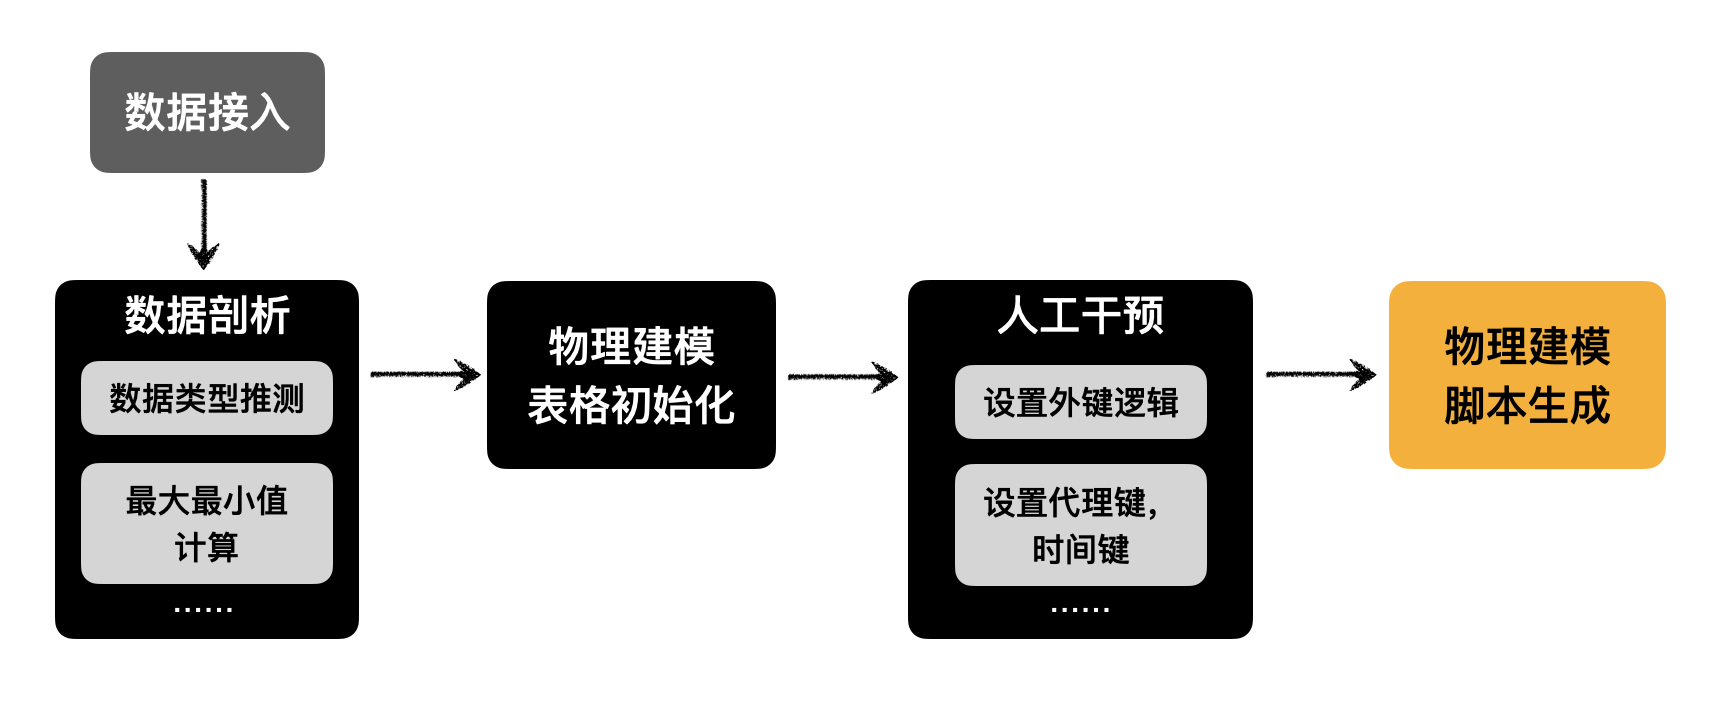 数据接入
数据剖析
数据类型推测
最大最小值
计算
......
物理建模
表格初始化
人工干预
设置外键逻辑
设置代理键，
时间键
......
物理建模
脚本生成